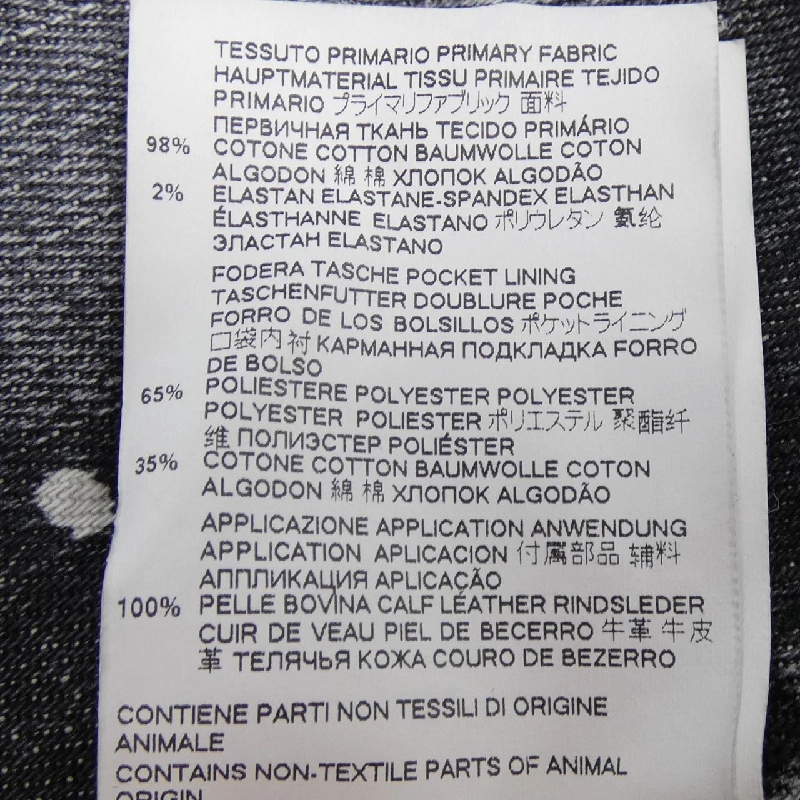 TESSUTO PRIMARIO PRIMARY FABRIC
HAUPTMATERIAL TISSU PRIMAIRE TEJIDO
PRIMARIO プライマリファブリック 面料
ПЕРВИЧНАЯ ТКАНЬ TECIDO PRIMÁRIO
98% COTONE COTTON BAUMWOLLE COTON
ALGODON 綿 棉 ХЛОПОК ALGODÃO
2% ELASTAN ELASTANE-SPANDEX ELASTHAN
ÉLASTHANNE ELASTANO ポリウレタン 氨纶
ЭЛАСТАН ELASTANO
FODERA TASCHE POCKET LINING
TASCHENFUTTER DOUBLURE POCHE
FORRO DE LOS BOLSILLOS ポケットライニング
口袋内衬 КАРМАННАЯ ПОДКЛАДКА FORRO
DE BOLSO
65% POLIESTERE POLYESTER POLYESTER
POLYESTER POLIESTER ポリエステル 聚酯纤
维 ПОЛИЭСТЕР POLIÉSTER
35% COTONE COTTON BAUMWOLLE COTON
ALGODON 綿 棉 ХЛОПОК ALGODÃO
APPLICAZIONE APPLICATION ANWENDUNG
APPLICATION APLICACION 付属部品 辅料
АППЛИКАЦИЯ APLICAÇÃO
100% PELLE BOVINA CALF LEATHER RINDSLEDER
CUIR DE VEAU PIEL DE BECERRO 牛革 牛皮
革 ТЕЛЯЧЬЯ КОЖА COURO DE BEZERRO
CONTIENE PARTI NON TESSILI DI ORIGINE
ANIMALE
CONTAINS NON-TEXTILE PARTS OF ANIMAL
ORIGIN